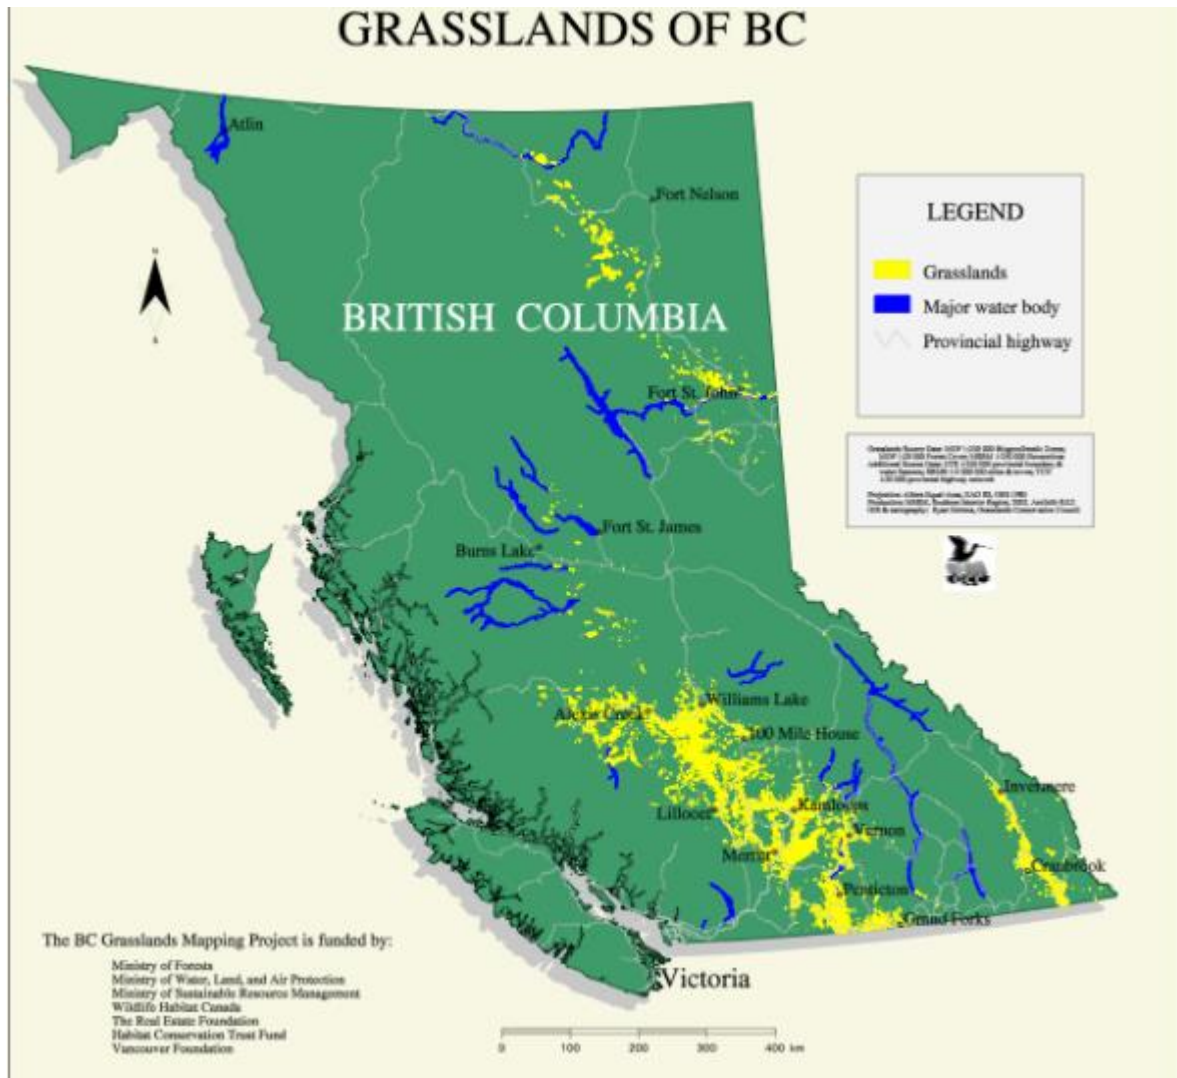 GRASSLANDS OF BC
Atlin
Fort Nelson
N
LEGEND
Grasslands
Major water body
Provincial highway
BRITISH COLUMBIA
Fort St. John
Fort St. James
Burns Lake
Williams Lake
Alexis Creek
100 Mile House
Invermere
Kamloops
Lillooet
Vernon
Merritt
Cranbrook
Penticton
Grand Forks
Victoria
The BC Grasslands Mapping Project is funded by:
Ministry of Forests
Ministry of Water, Land, and Air Protection
Ministry of Sustainable Resource Management
Wildlife Habitat Canada
The Real Estate Foundation
Habitat Conservation Trust Fund
Vancouver Foundation
0 100 200 300 400 km